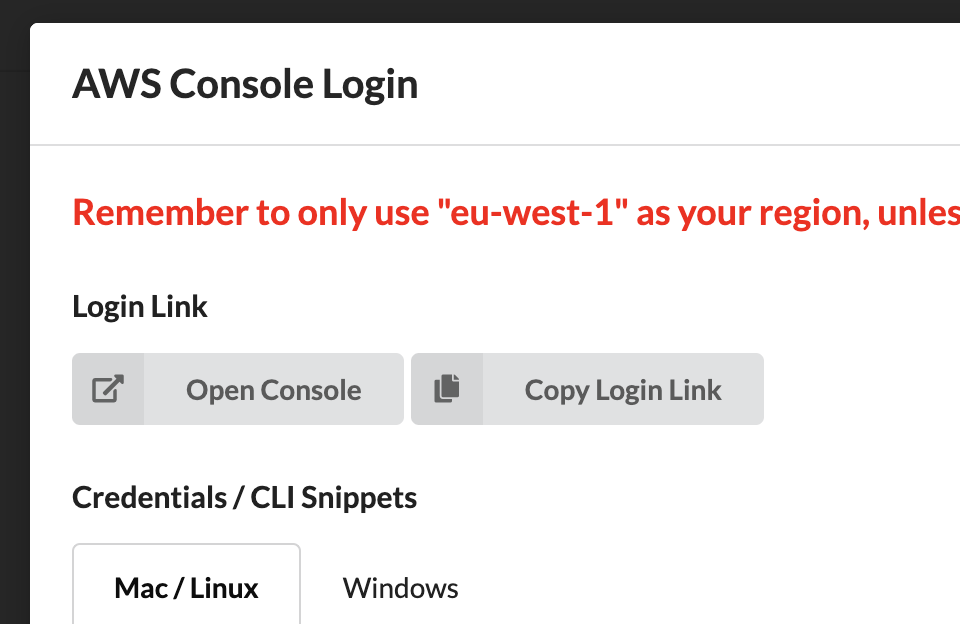 AWS Console Login
Remember to only use "eu-west-1" as your region,
Login Link
Open Console
Copy Login Link
Credentials / CLI Snippets
Mac / Linux
Windows